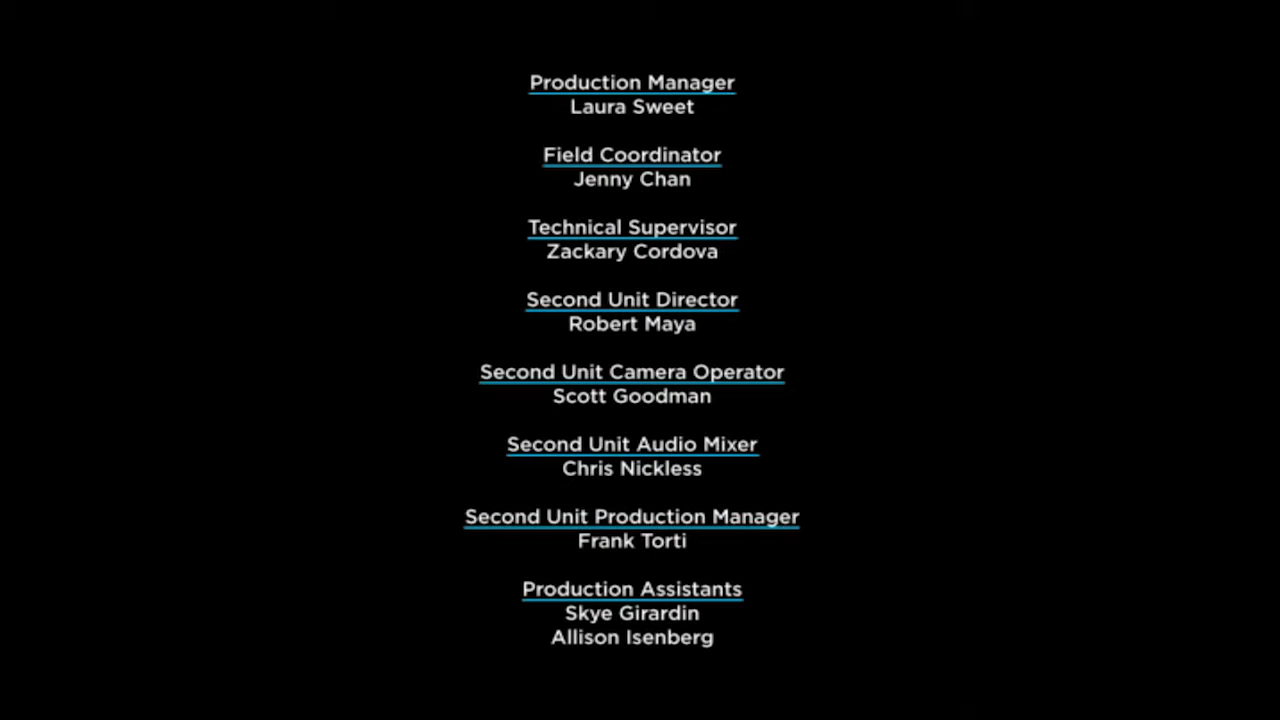 Production Manager
Laura Sweet
Field Coordinator
Jenny Chan
Technical Supervisor
Zackary Cordova
Second Unit Director
Robert Maya
Second Unit Camera Operator
Scott Goodman
Second Unit Audio Mixer
Chris Nickless
Second Unit Production Manager
Frank Torti
Production Assistants
Skye Girardin
Allison Isenberg